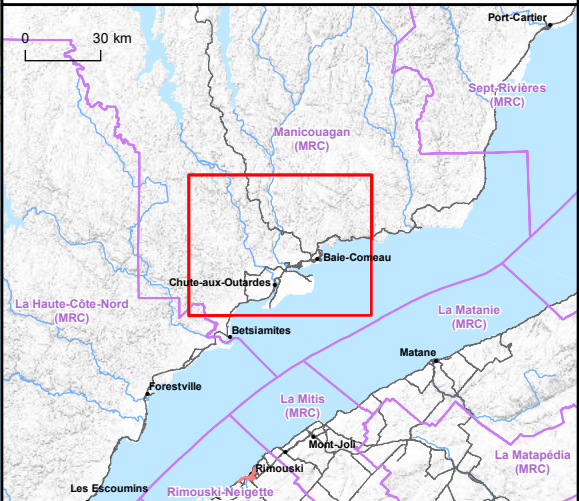 Port-Cartier
0 30 km
Sept-Rivières
(MRC)
Manicouagan
(MRC)
Baie-Comeau
Chute-aux-Outardes
La Haute-Côte-Nord
(MRC)
La Matanie
(MRC)
Betsiamites
Matane
Forestville
La Mitis
(MRC)
Mont-Joli
La Matapédia
(MRC)
Rimouski
Les Escoumins
Rimouski-Neigette